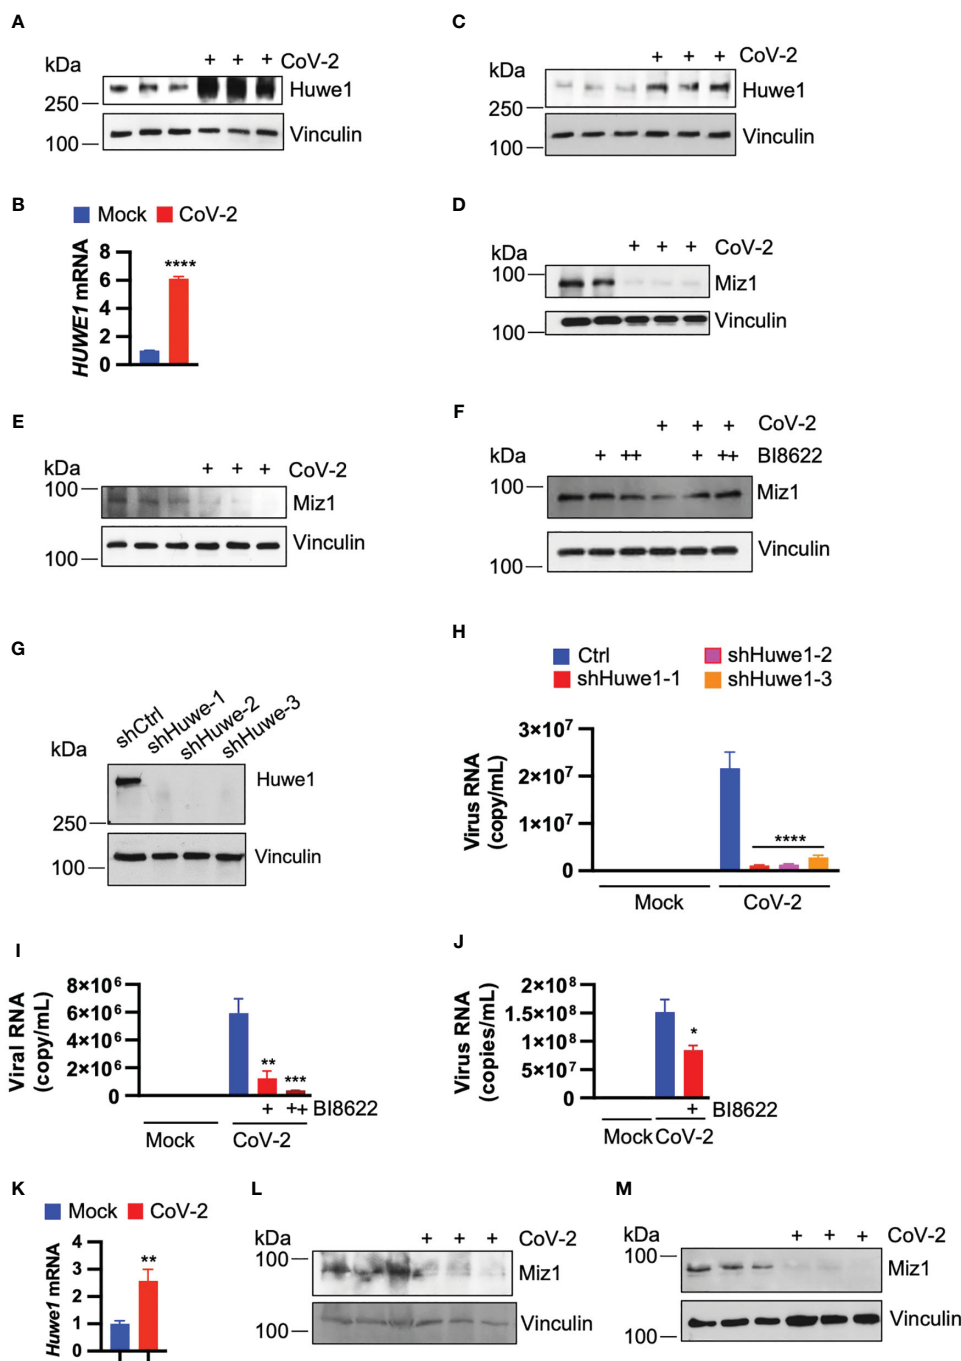 A
CoV-2
+ + +
kDa
Huwe1
250
Vinculin
100
B
Mock CoV-2
HUWE1 mRNA
8
6
4
2
0
****
C
CoV-2
+ + +
kDa
Huwe1
250
Vinculin
100
D
CoV-2
+ + +
kDa
100
Miz1
Vinculin
100
E
CoV-2
+ + +
kDa
100
Miz1
Vinculin
100
F
+ + + CoV-2
kDa + ++ + ++ BI8622
100
Miz1
Vinculin
100
G
shCtrl
shHuwe-1
shHuwe-2
shHuwe-3
kDa
Huwe1
250
Vinculin
100
H
Ctrl shHuwe1-2
shHuwe1-1 shHuwe1-3
Virus RNA
(copy/mL)
3×10⁷
2×10⁷
1×10⁷
0
****
Mock CoV-2
I
Viral RNA
(copy/mL)
8×10⁶
6×10⁶
4×10⁶
2×10⁶
0
** ***
+ ++ BI8622
Mock CoV-2
J
Virus RNA
(copies/mL)
2×10⁸
1.5×10⁸
1×10⁸
5×10⁷
0
*
+ BI8622
Mock CoV-2
K
Mock CoV-2
Huwe1 mRNA
4
3
2
1
0
**
L
+ + + CoV-2
kDa
100
Miz1
Vinculin
100
M
+ + + CoV-2
kDa
100
Miz1
Vinculin
100